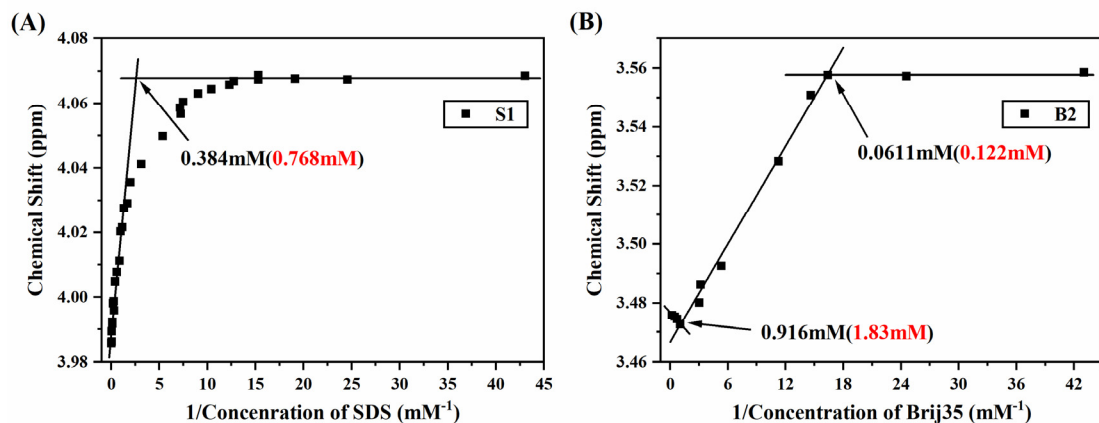 (A)
4.08
4.06
4.04
4.02
4.00
3.98
Chemical Shift (ppm)
S1
0.384mM(0.768mM)
0 5 10 15 20 25 30 35 40 45
1/Concenration of SDS (mM-1)
(B)
3.56
3.54
3.52
3.50
3.48
3.46
Chemical Shift (ppm)
B2
0.0611mM(0.122mM)
0.916mM(1.83mM)
0 6 12 18 24 30 36 42
1/Concentration of Brij35 (mM-1)